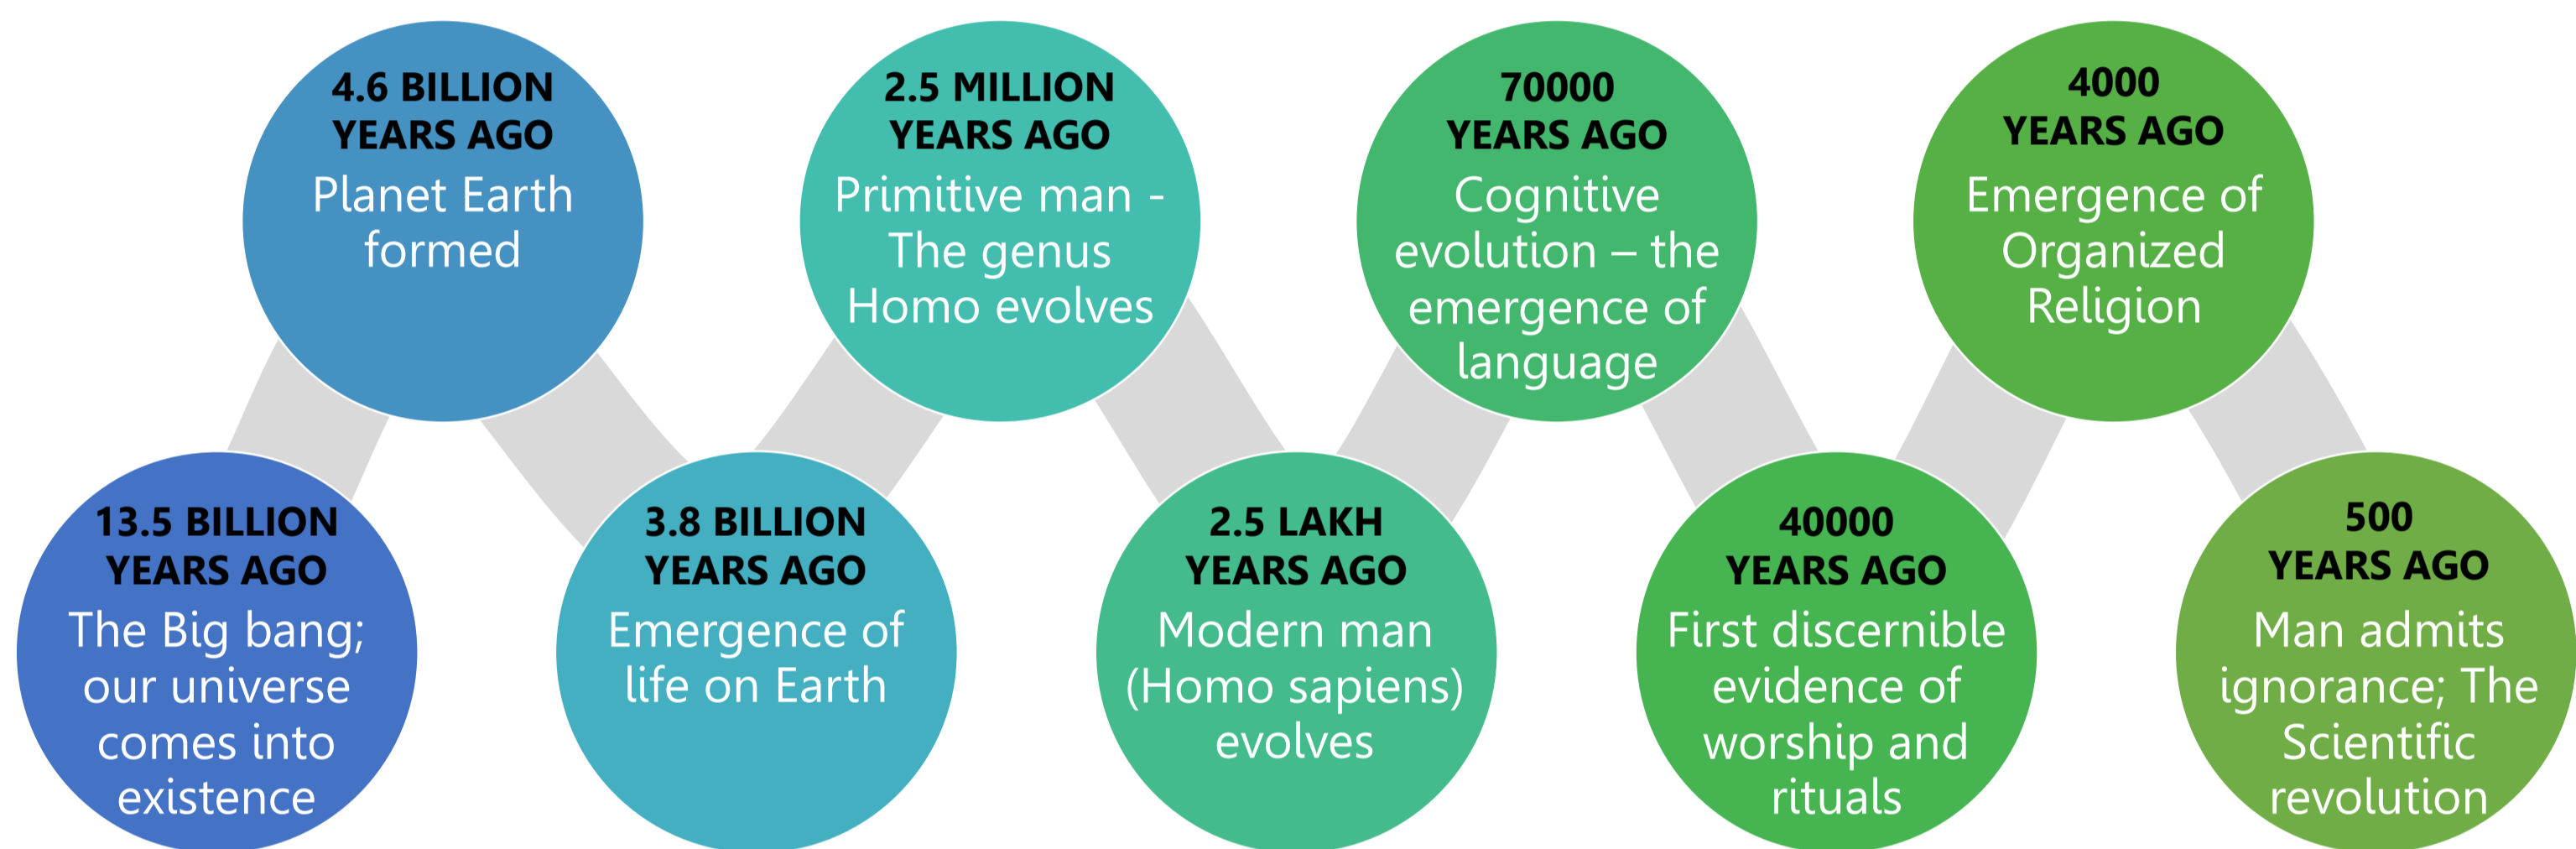 13.5 BILLION
YEARS AGO
The Big bang;
our universe
comes into
existence
4.6 BILLION
YEARS AGO
Planet Earth
formed
3.8 BILLION
YEARS AGO
Emergence of
life on Earth
2.5 MILLION
YEARS AGO
Primitive man -
The genus
Homo evolves
2.5 LAKH
YEARS AGO
Modern man
(Homo sapiens)
evolves
70000
YEARS AGO
Cognitive
evolution – the
emergence of
language
40000
YEARS AGO
First discernible
evidence of
worship and
rituals
4000
YEARS AGO
Emergence of
Organized
Religion
500
YEARS AGO
Man admits
ignorance; The
Scientific
revolution